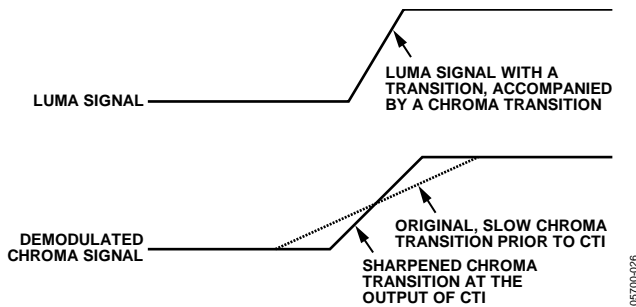 LUMA SIGNAL
LUMA SIGNAL WITH A
TRANSITION, ACCOMPANIED
BY A CHROMA TRANSITION
DEMODULATED
CHROMA SIGNAL
ORIGINAL, SLOW CHROMA
TRANSITION PRIOR TO CTI
SHARPENED CHROMA
TRANSITION AT THE
OUTPUT OF CTI
05700-026